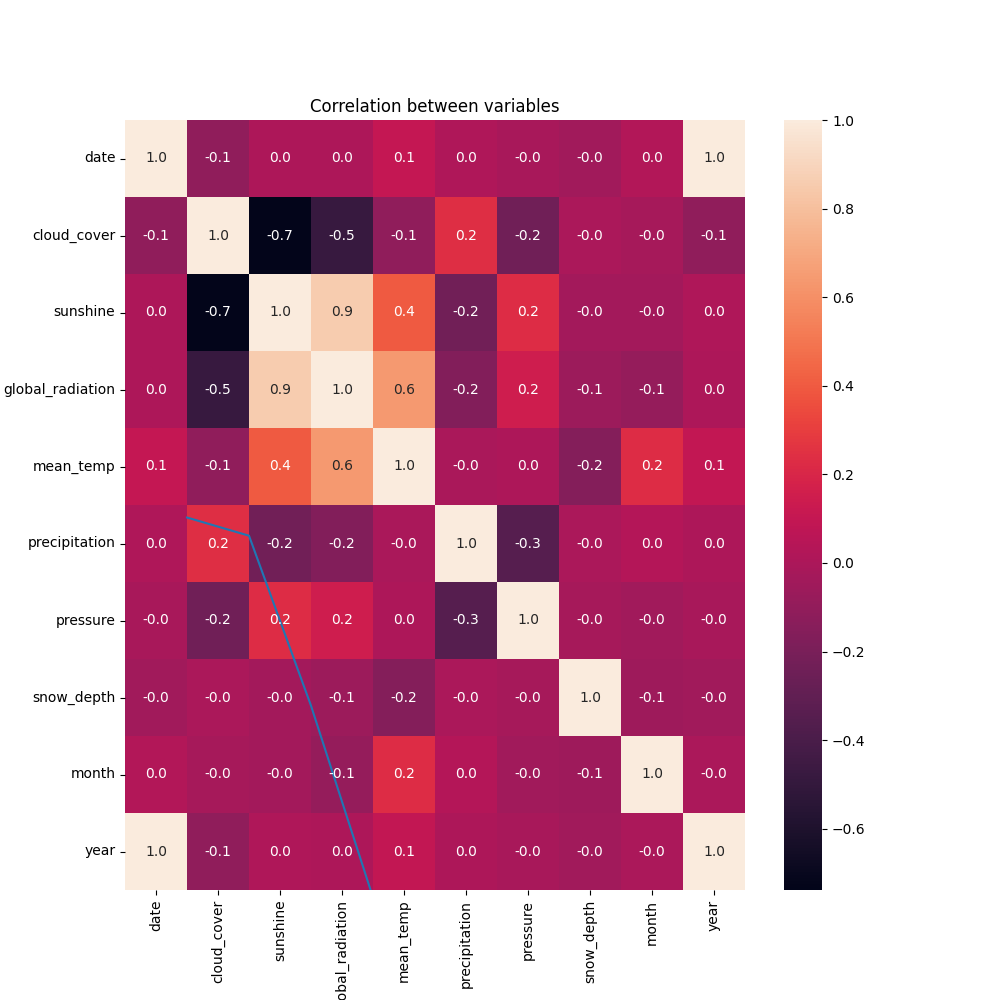 Correlation between variables
date 1.0 -0.1 0.0 0.0 0.1 0.0 -0.0 -0.0 0.0 1.0
cloud_cover -0.1 1.0 -0.7 -0.5 -0.1 0.2 -0.2 -0.0 -0.0 -0.1
sunshine 0.0 -0.7 1.0 0.9 0.4 -0.2 0.2 -0.0 -0.0 0.0
global_radiation 0.0 -0.5 0.9 1.0 0.6 -0.2 0.2 -0.1 -0.1 0.0
mean_temp 0.1 -0.1 0.4 0.6 1.0 -0.0 0.0 -0.2 0.2 0.1
precipitation 0.0 0.2 -0.2 -0.2 -0.0 1.0 -0.3 -0.0 0.0 0.0
pressure -0.0 -0.2 0.2 0.2 0.0 -0.3 1.0 -0.0 -0.0 -0.0
snow_depth -0.0 -0.0 -0.0 -0.1 -0.2 -0.0 -0.0 1.0 -0.1 -0.0
month 0.0 -0.0 -0.0 -0.1 0.2 0.0 -0.0 -0.1 1.0 -0.0
year 1.0 -0.1 0.0 0.0 0.1 0.0 -0.0 -0.0 -0.0 1.0
date
cloud_cover
sunshine
obal_radiation
mean_temp
precipitation
pressure
snow_depth
month
year
1.0
0.8
0.6
0.4
0.2
0.0
−0.2
−0.4
−0.6